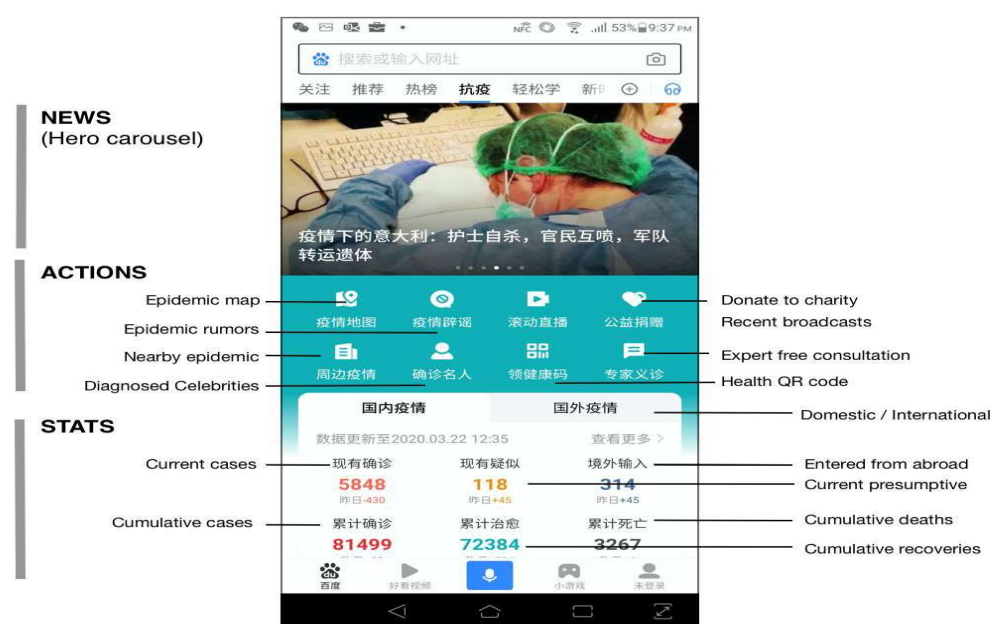 NFC 53% 9:37 PM
搜索或输入网址
关注 推荐 热榜 抗疫 轻松学
NEWS
(Hero carousel)
疫情下的意大利：护士自杀，官民互喷，军队
转运遗体
ACTIONS
Epidemic map
Epidemic rumors
Nearby epidemic
Diagnosed Celebrities
疫情地图 疫情辟谣 滚动直播 公益捐赠
周边疫情 确诊名人 领健康码 专家义诊
Donate to charity
Recent broadcasts
Expert free consultation
Health QR code
国内疫情 国外疫情
Domestic / International
STATS
数据更新至2020.03.22 12:35 查看更多 >
Current cases
Cumulative cases
现有确诊 现有疑似 境外输入
5848 118 314
昨日-430 昨日+45 昨日+45
累计确诊 累计治愈 累计死亡
81499 72384 3267
Entered from abroad
Current presumptive
Cumulative deaths
Cumulative recoveries
百度 好看视频 小游戏 未登录